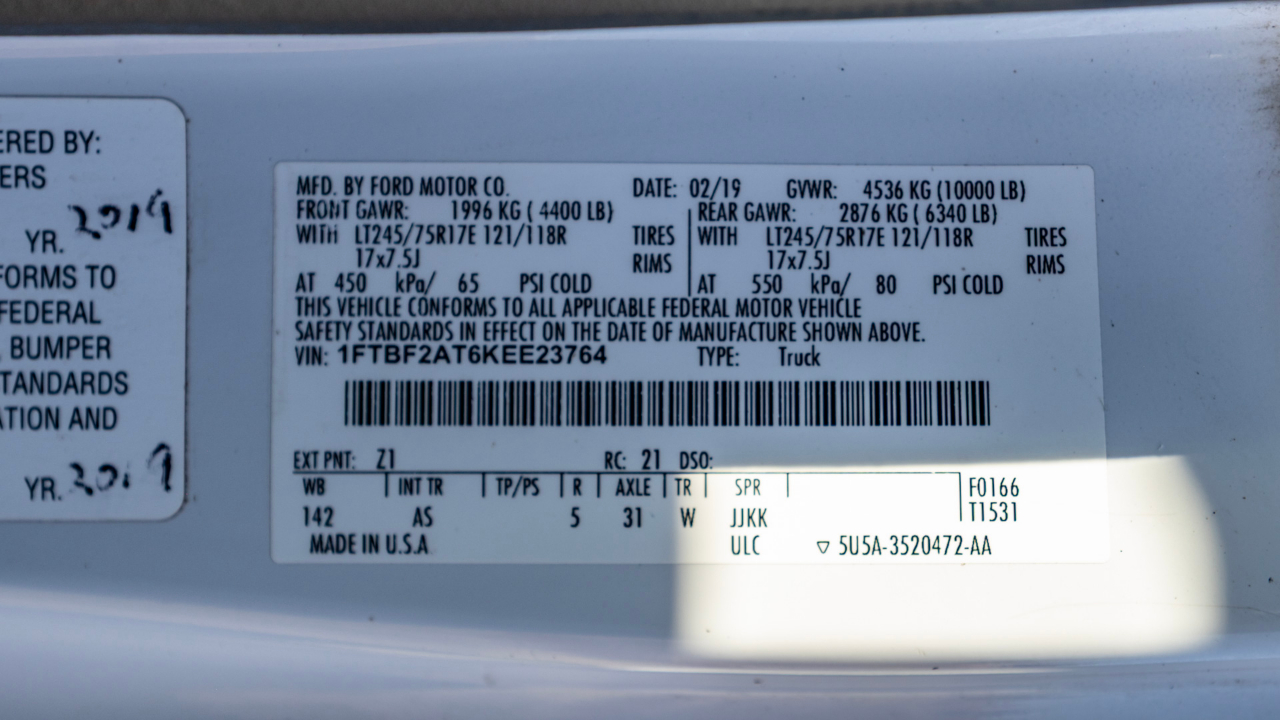 ERED BY:
ERS
YR. 2019
FORMS TO
FEDERAL
BUMPER
TANDARDS
ATION AND
YR. 2019
MFD. BY FORD MOTOR CO. DATE: 02/19 GVWR: 4536 KG (10000 LB)
FRONT GAWR: 1996 KG ( 4400 LB) REAR GAWR: 2876 KG ( 6340 LB)
WITH LT245/75R17E 121/118R TIRES WITH LT245/75R17E 121/118R TIRES
17x7.5J RIMS 17x7.5J RIMS
AT 450 kPa/ 65 PSI COLD AT 550 kPa/ 80 PSI COLD
THIS VEHICLE CONFORMS TO ALL APPLICABLE FEDERAL MOTOR VEHICLE
SAFETY STANDARDS IN EFFECT ON THE DATE OF MANUFACTURE SHOWN ABOVE.
VIN: 1FTBF2AT6KEE23764 TYPE: Truck
EXT PNT: Z1 RC: 21 DSO:
WB INT TR TP/PS R AXLE TR SPR F0166
142 AS 5 31 W JJKK T1531
MADE IN U.S.A ULC ▽ 5U5A-3520472-AA